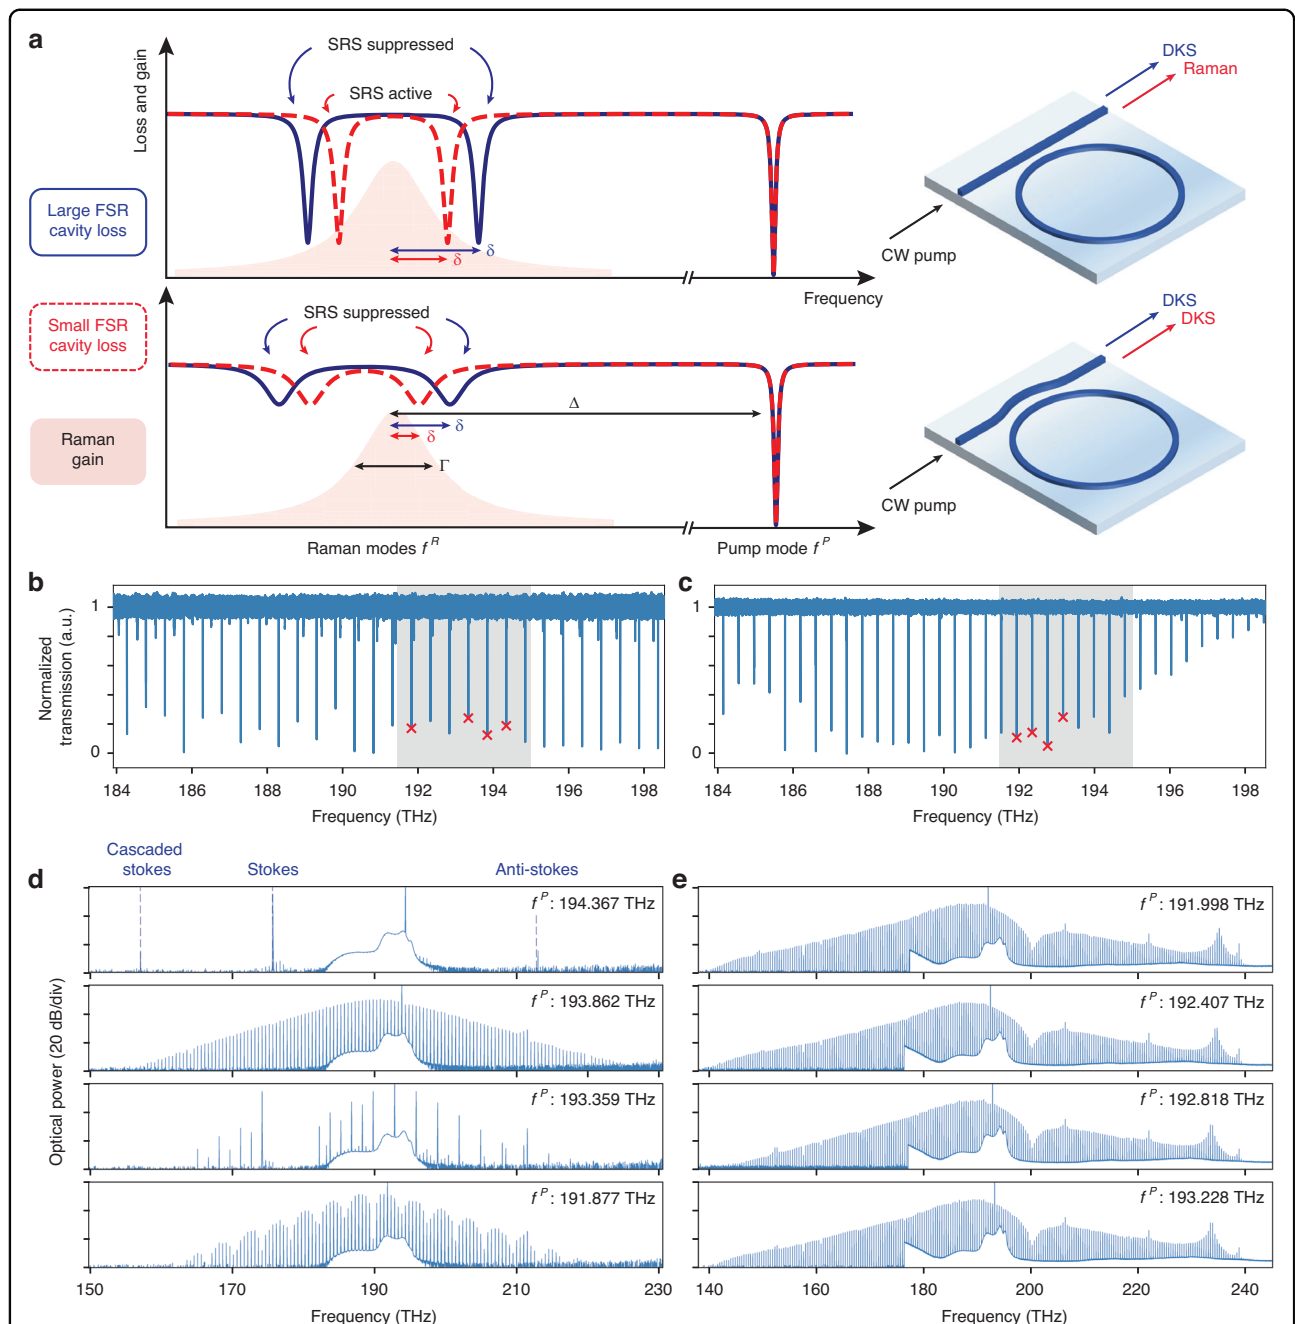 a
SRS suppressed
SRS active
Loss and gain
Large FSR
cavity loss
δ
δ
Frequency
DKS
Raman
CW pump
Small FSR
cavity loss
SRS suppressed
Δ
δ
δ
Γ
Raman
gain
Raman modes f R
Pump mode f P
DKS
DKS
CW pump
b
Normalized
transmission (a.u.)
1
0
184
186
188
190
192
194
196
198
Frequency (THz)
c
1
0
184
186
188
190
192
194
196
198
Frequency (THz)
d
Cascaded
stokes
Stokes
Anti-stokes
Optical power (20 dB/div)
f P: 194.367 THz
f P: 193.862 THz
f P: 193.359 THz
f P: 191.877 THz
150
170
190
210
230
Frequency (THz)
e
f P: 191.998 THz
f P: 192.407 THz
f P: 192.818 THz
f P: 193.228 THz
140
160
180
200
220
240
Frequency (THz)